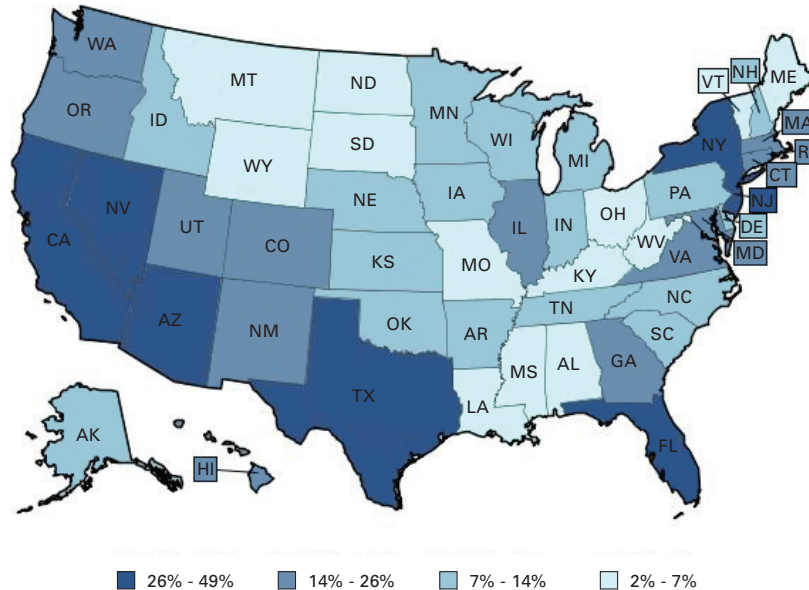 WA
MT
ND
MN
VT
NH
ME
OR
ID
SD
WI
MI
NY
MA
R
CT
WY
NE
IA
PA
NJ
NV
UT
CO
IL
IN
OH
DE
CA
KS
MO
WV
VA
MD
KY
AZ
NM
OK
AR
TN
NC
SC
TX
MS
AL
GA
LA
AK
FL
HI
26% - 49%
14% - 26%
7% - 14%
2% - 7%